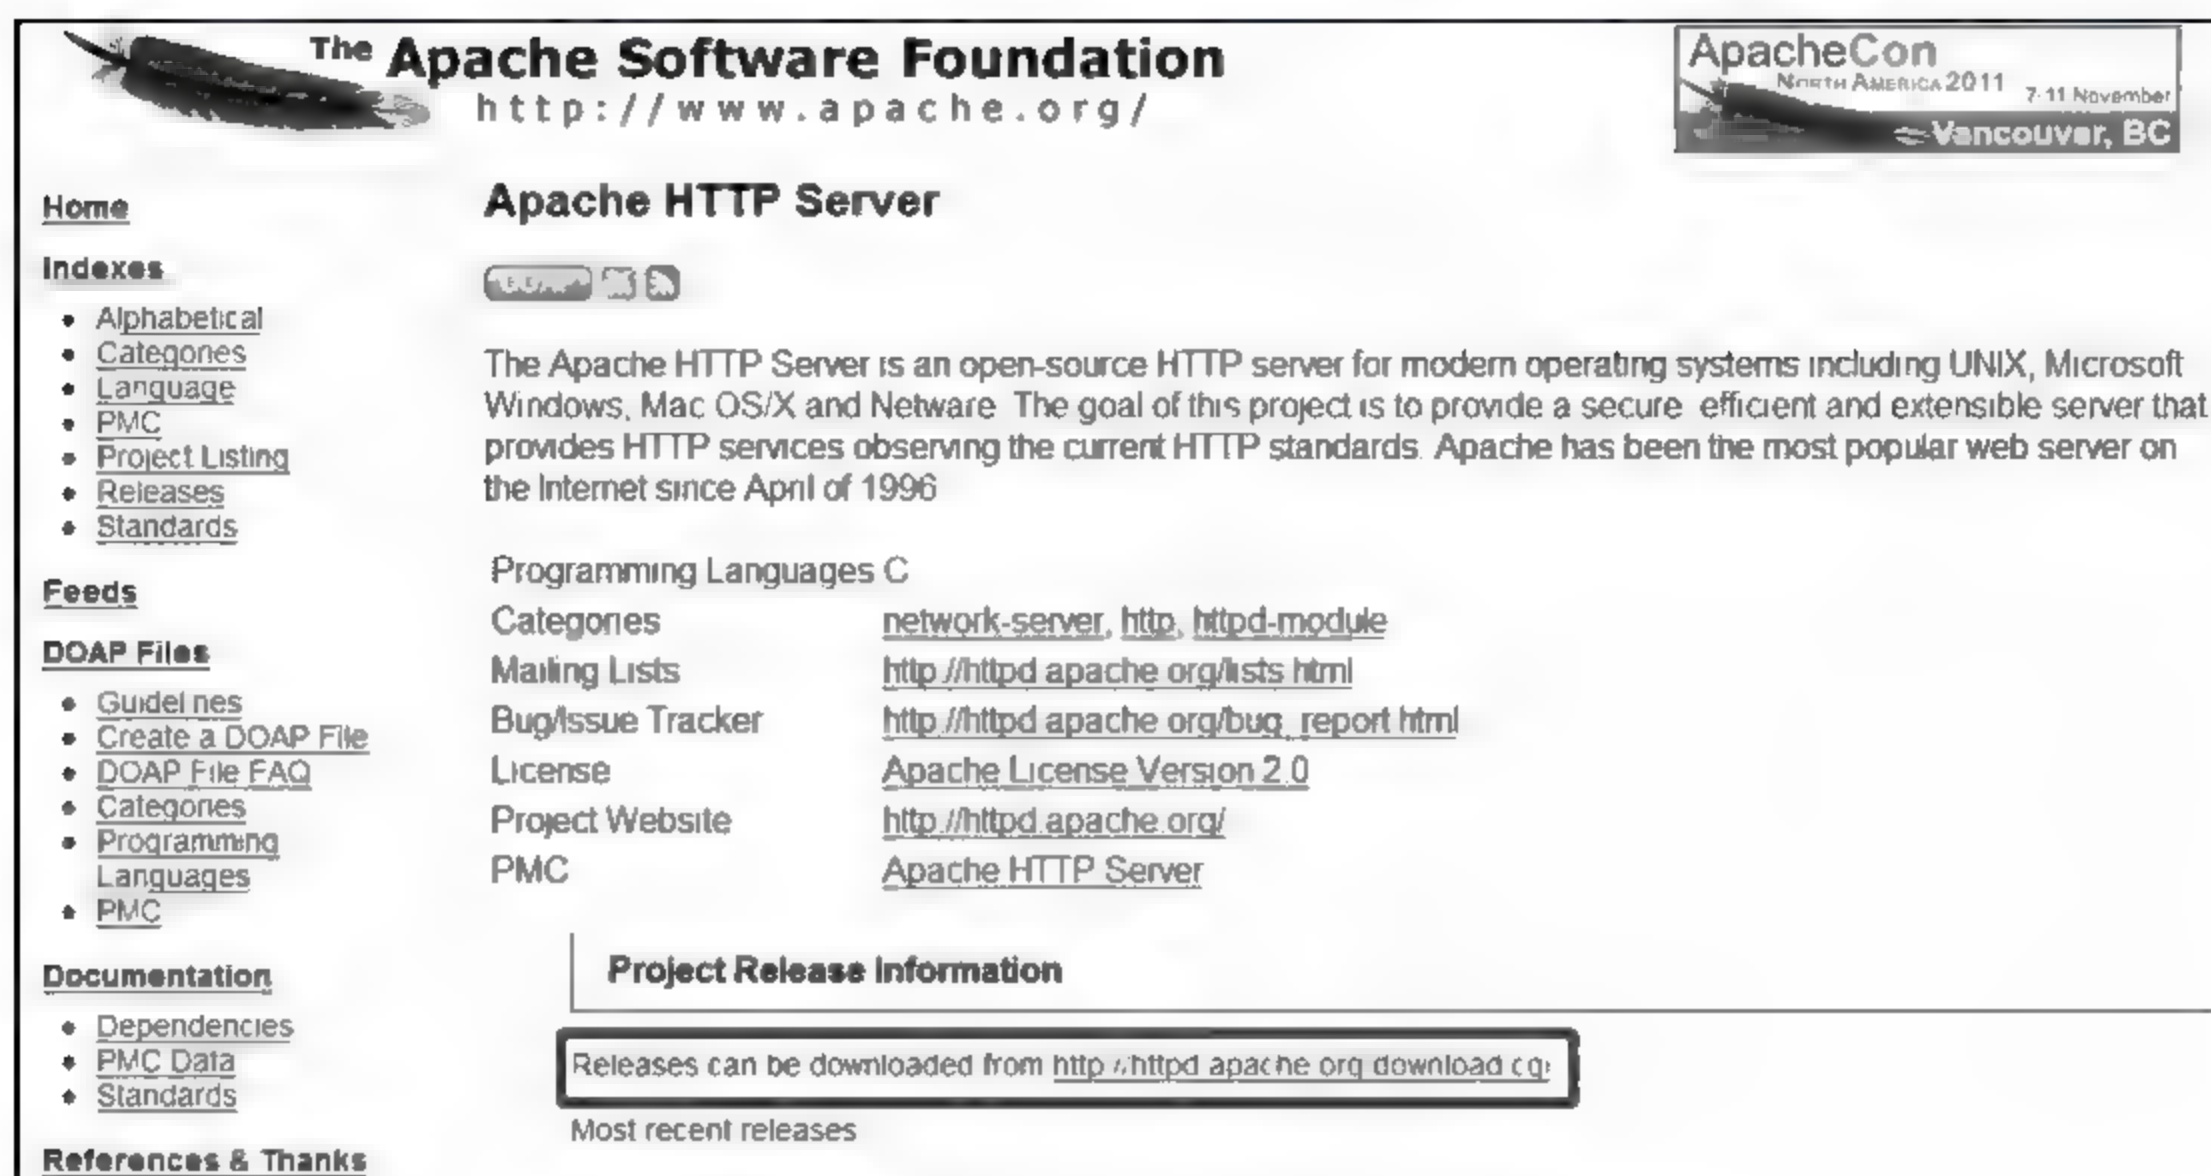 The Apache Software Foundation
http://www.apache.org/
ApacheCon
North America 2011
7-11 November
Vancouver, BC
Home
Indexes
Alphabetical
Categories
Language
PMC
Project Listing
Releases
Standards
Feeds
DOAP Files
Guidelines
Create a DOAP File
DOAP File FAQ
Categories
Programming
Languages
PMC
Documentation
Dependencies
PMC Data
Standards
References & Thanks
Apache HTTP Server
The Apache HTTP Server is an open-source HTTP server for modern operating systems including UNIX, Microsoft
Windows, Mac OS/X and Netware. The goal of this project is to provide a secure, efficient and extensible server that
provides HTTP services observing the current HTTP standards. Apache has been the most popular web server on
the Internet since April of 1996
Programming Languages C
Categories network-server, http, httpd-module
Mailing Lists http://httpd.apache.org/lists.html
Bug/Issue Tracker http://httpd.apache.org/bug_report.html
License Apache License Version 2.0
Project Website http://httpd.apache.org/
PMC Apache HTTP Server
Project Release Information
Releases can be downloaded from http://httpd.apache.org/download.cgi
Most recent releases